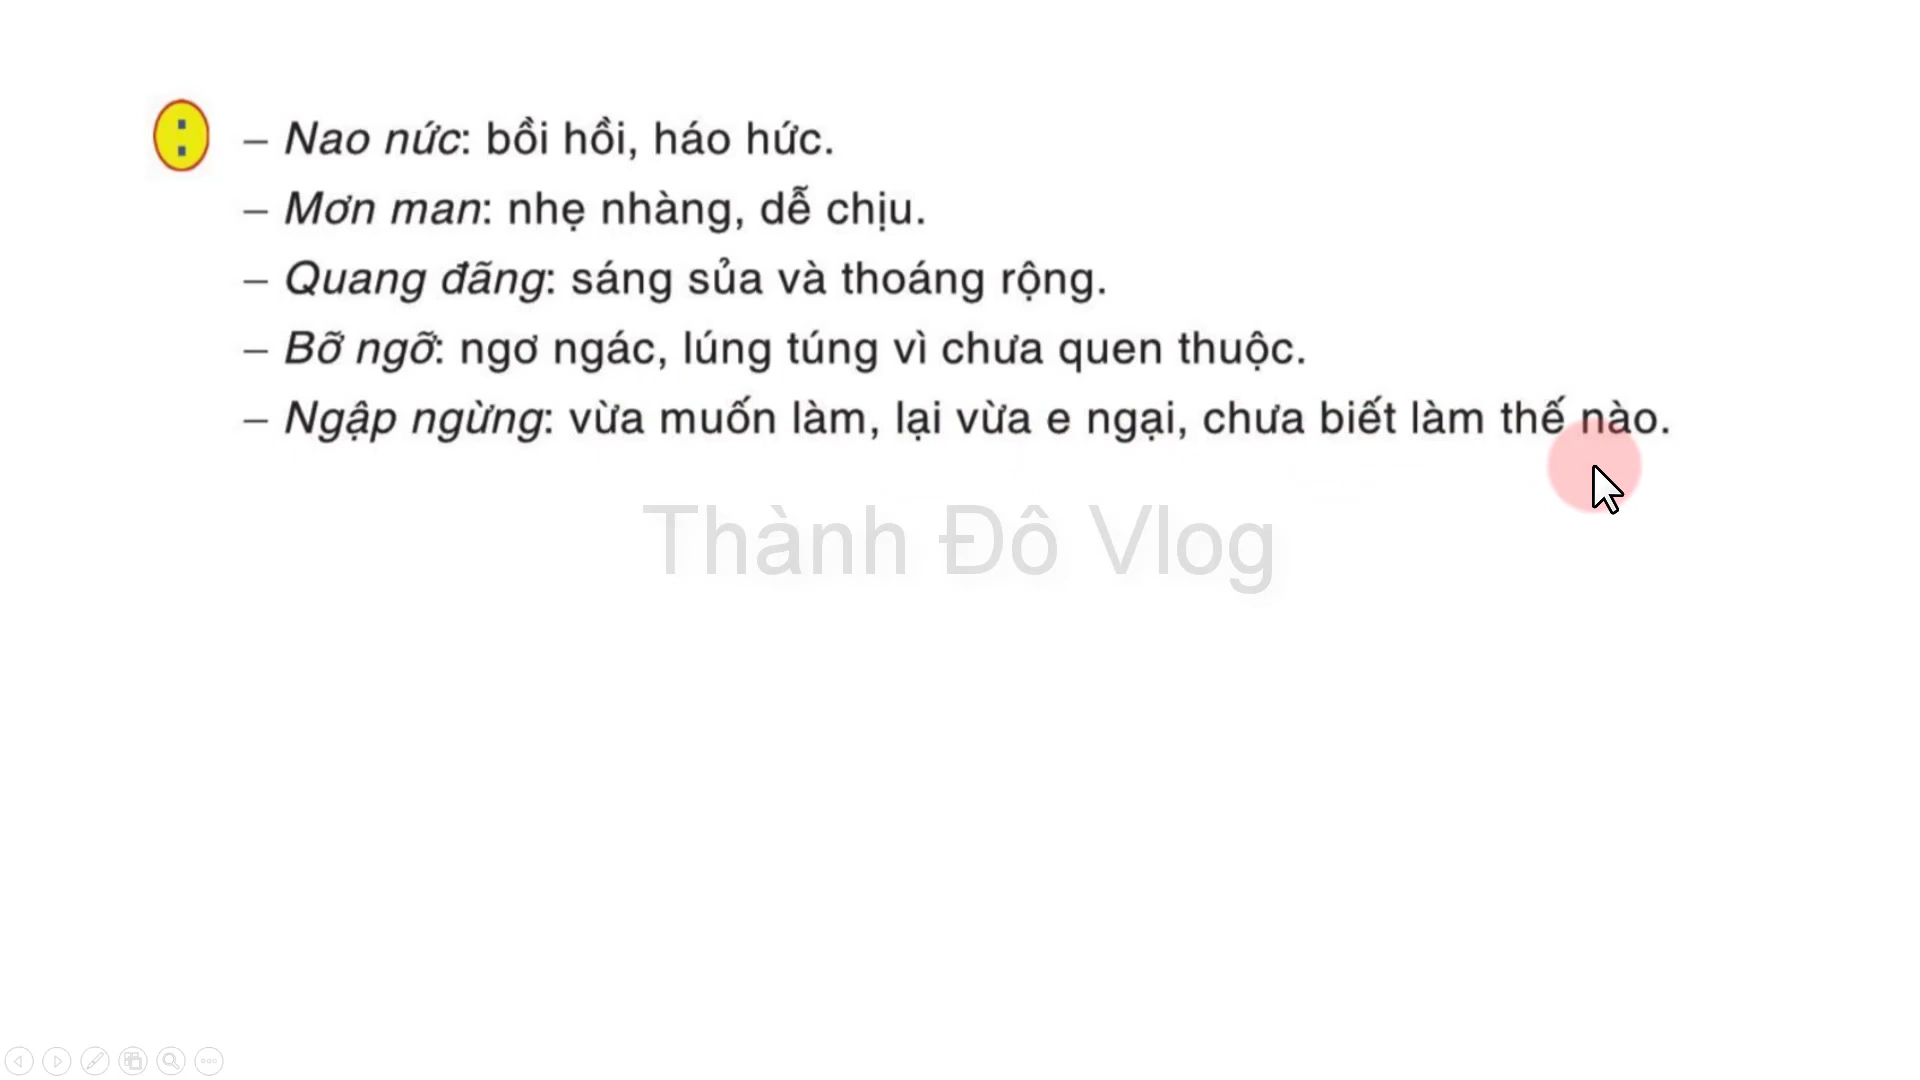 :
– Nao nức: bồi hồi, háo hức.
– Mơn man: nhẹ nhàng, dễ chịu.
– Quang đãng: sáng sủa và thoáng rộng.
– Bỡ ngỡ: ngơ ngác, lúng túng vì chưa quen thuộc.
– Ngập ngừng: vừa muốn làm, lại vừa e ngại, chưa biết làm thế nào.
Thành Đô Vlog